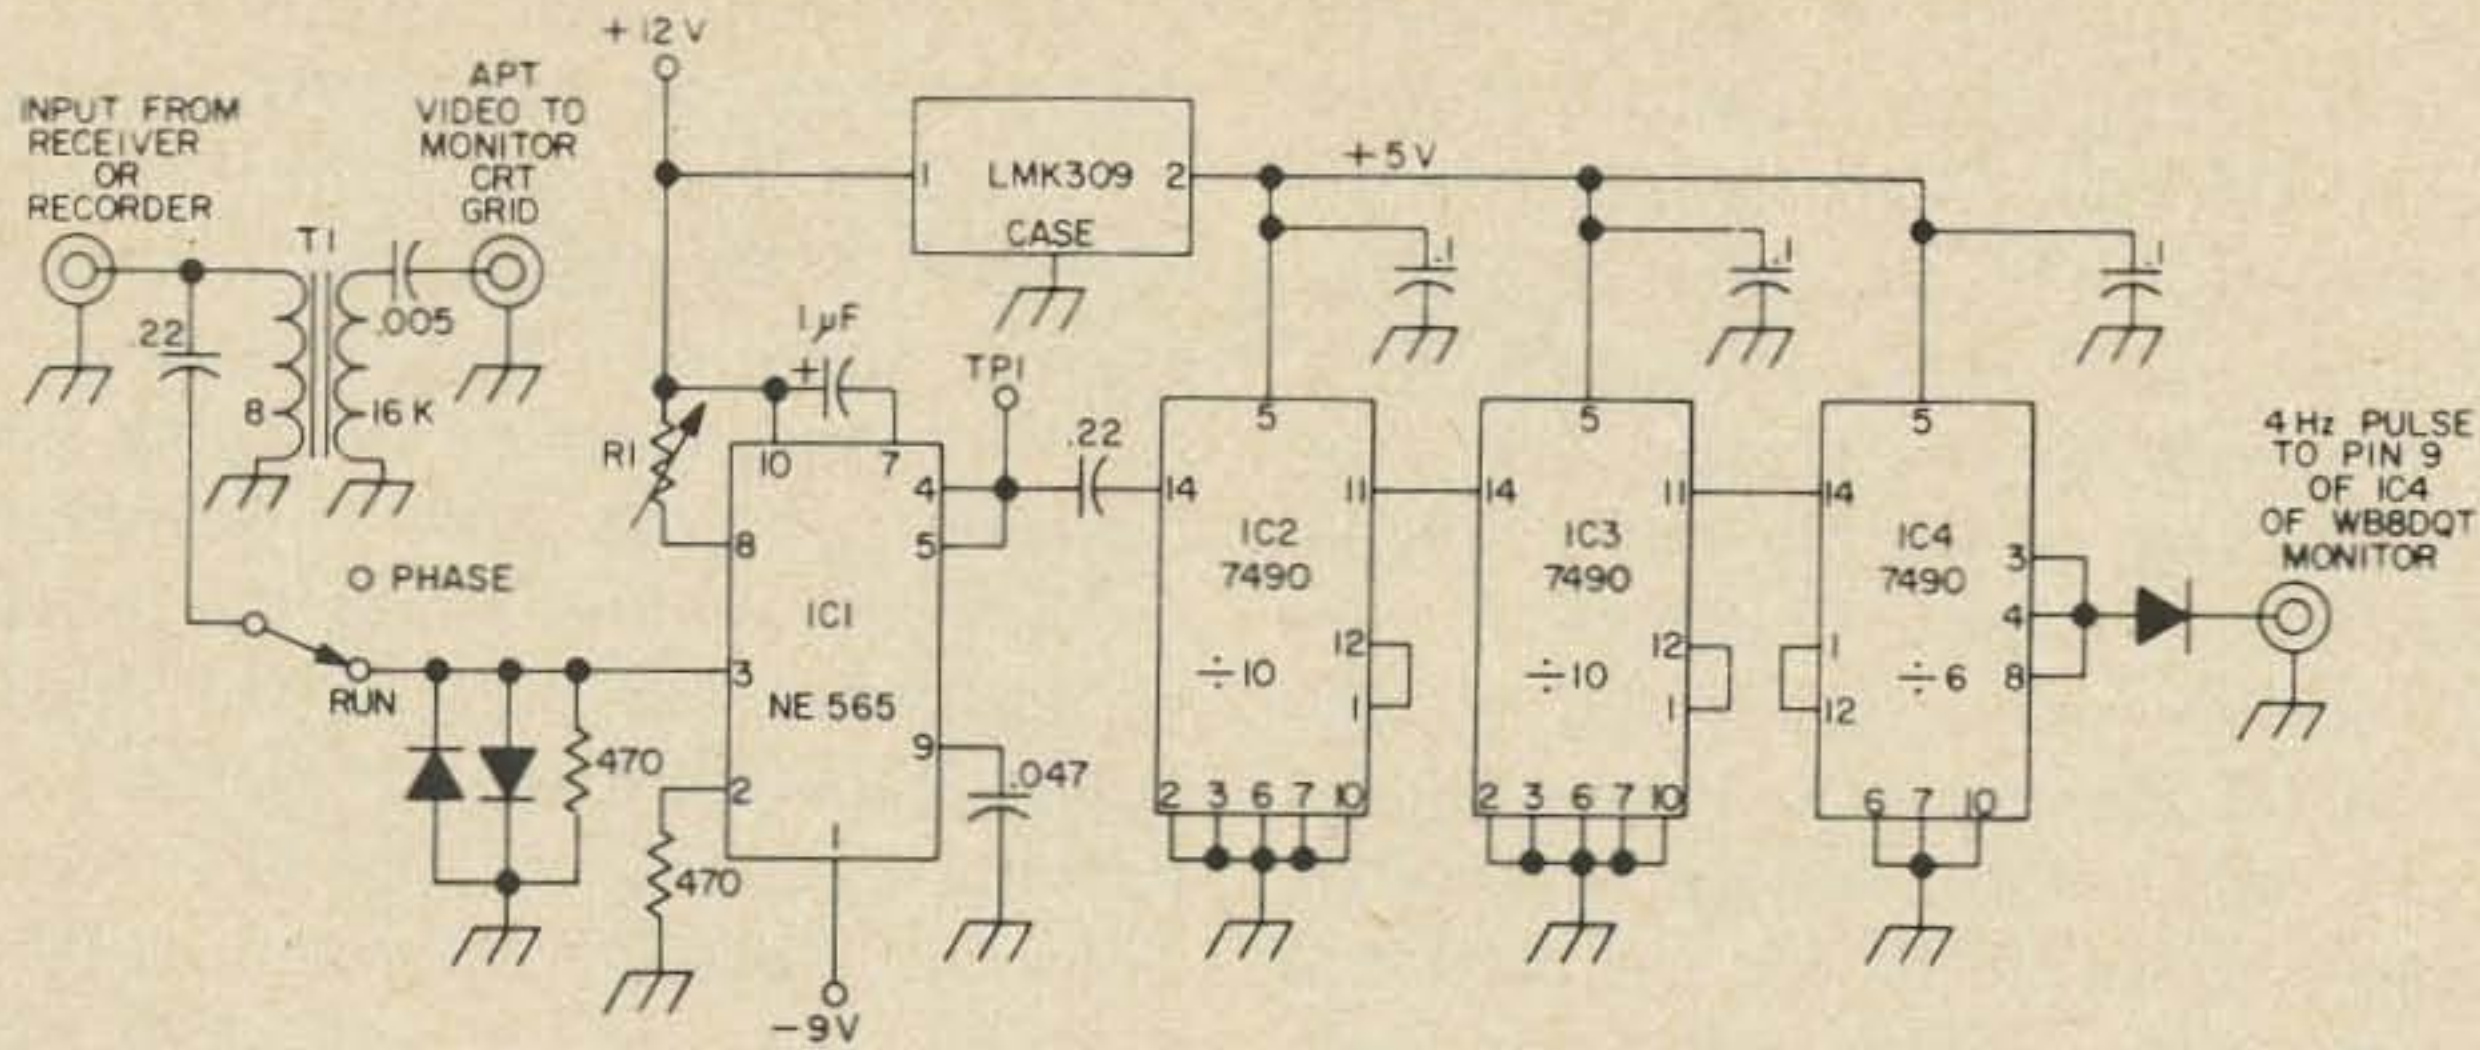 +12V
APT
VIDEO TO
MONITOR
CRT
GRID
INPUT FROM
RECEIVER
OR
RECORDER
T1
.22
.005
8
16K
1 LMK309 2
CASE
+5V
.1
.1
.1
1µF
+
TP1
R1
10 7
4
5
8
.22
O PHASE
RUN
IC1
NE 565
3
2
9
1
470
470
.047
-9V
5
14
11
IC2
7490
÷10
12
1
2 3 6 7 10
5
14
11
IC3
7490
÷10
12
1
2 3 6 7 10
5
14
IC4
7490
÷6
3
4
8
1
12
6 7 10
4 Hz PULSE
TO PIN 9
OF IC4
OF WB8DQT
MONITOR